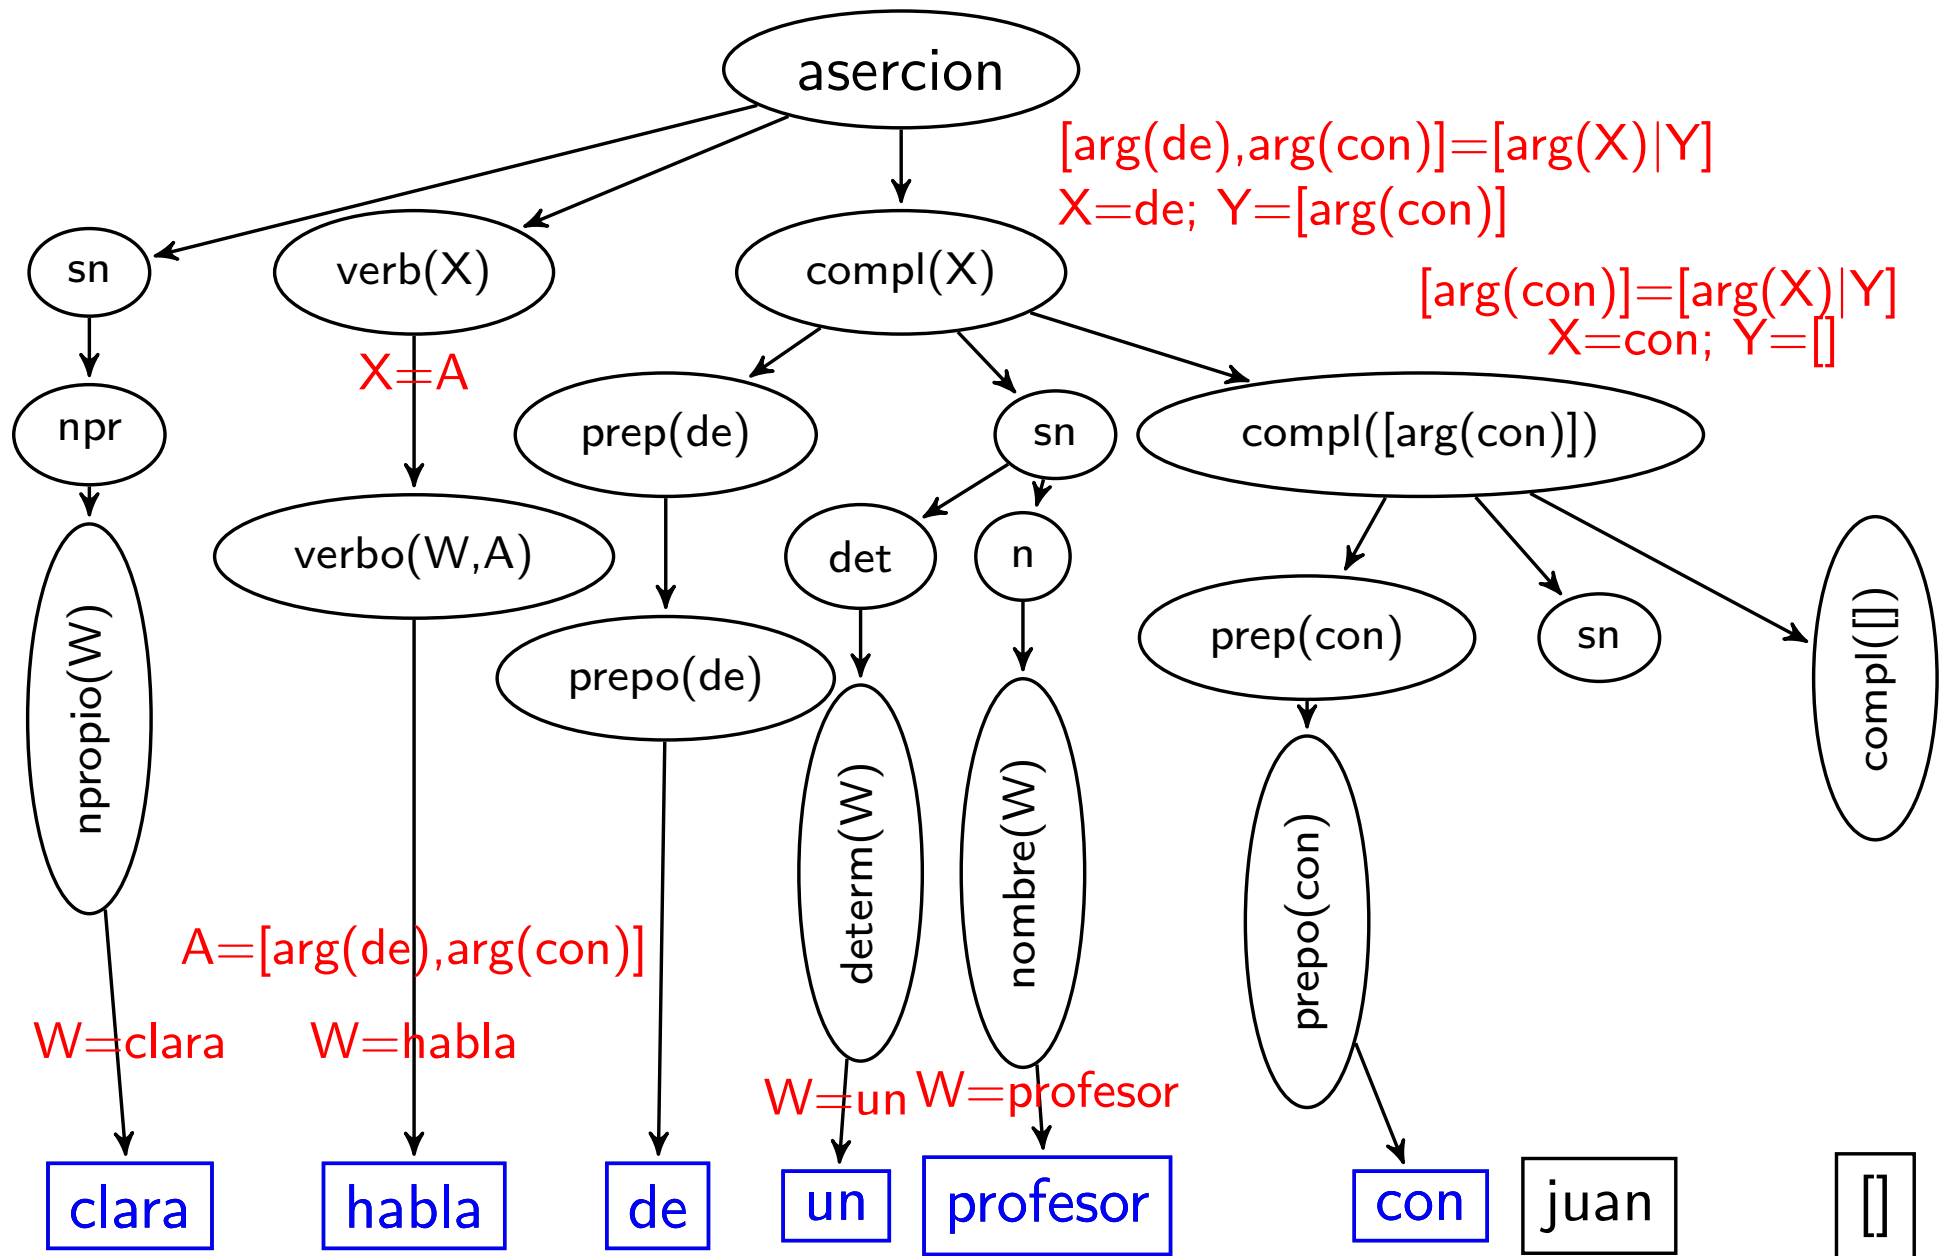 asercion
[arg(de),arg(con)]=[arg(X)|Y]
X=de; Y=[arg(con)]
sn
verb(X)
compl(X)
[arg(con)]=[arg(X)|Y]
X=con; Y=[]
X=A
npr
prep(de)
sn
compl([arg(con)])
verbo(W,A)
det
n
npropio(W)
prepo(de)
prep(con)
sn
compl([])
determ(W)
nombre(W)
prepo(con)
A=[arg(de),arg(con)]
W=clara
W=habla
W=un
W=profesor
clara
habla
de
un
profesor
con
juan
[]